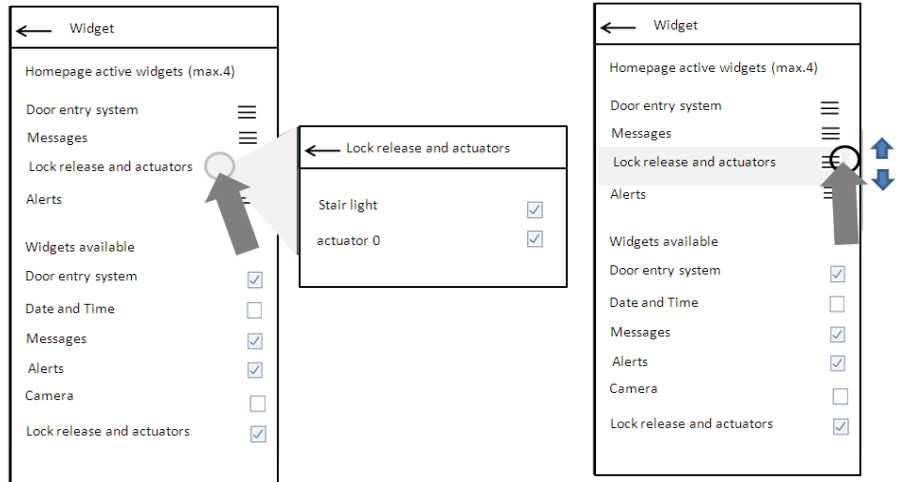 Widget
Homepage active widgets (max.4)
Door entry system
Messages
Lock release and actuators
Alerts
Widgets available
Door entry system
Date and Time
Messages
Alerts
Camera
Lock release and actuators
Lock release and actuators
Stair light
actuator 0
Widget
Homepage active widgets (max.4)
Door entry system
Messages
Lock release and actuators
Alerts
Widgets available
Door entry system
Date and Time
Messages
Alerts
Camera
Lock release and actuators